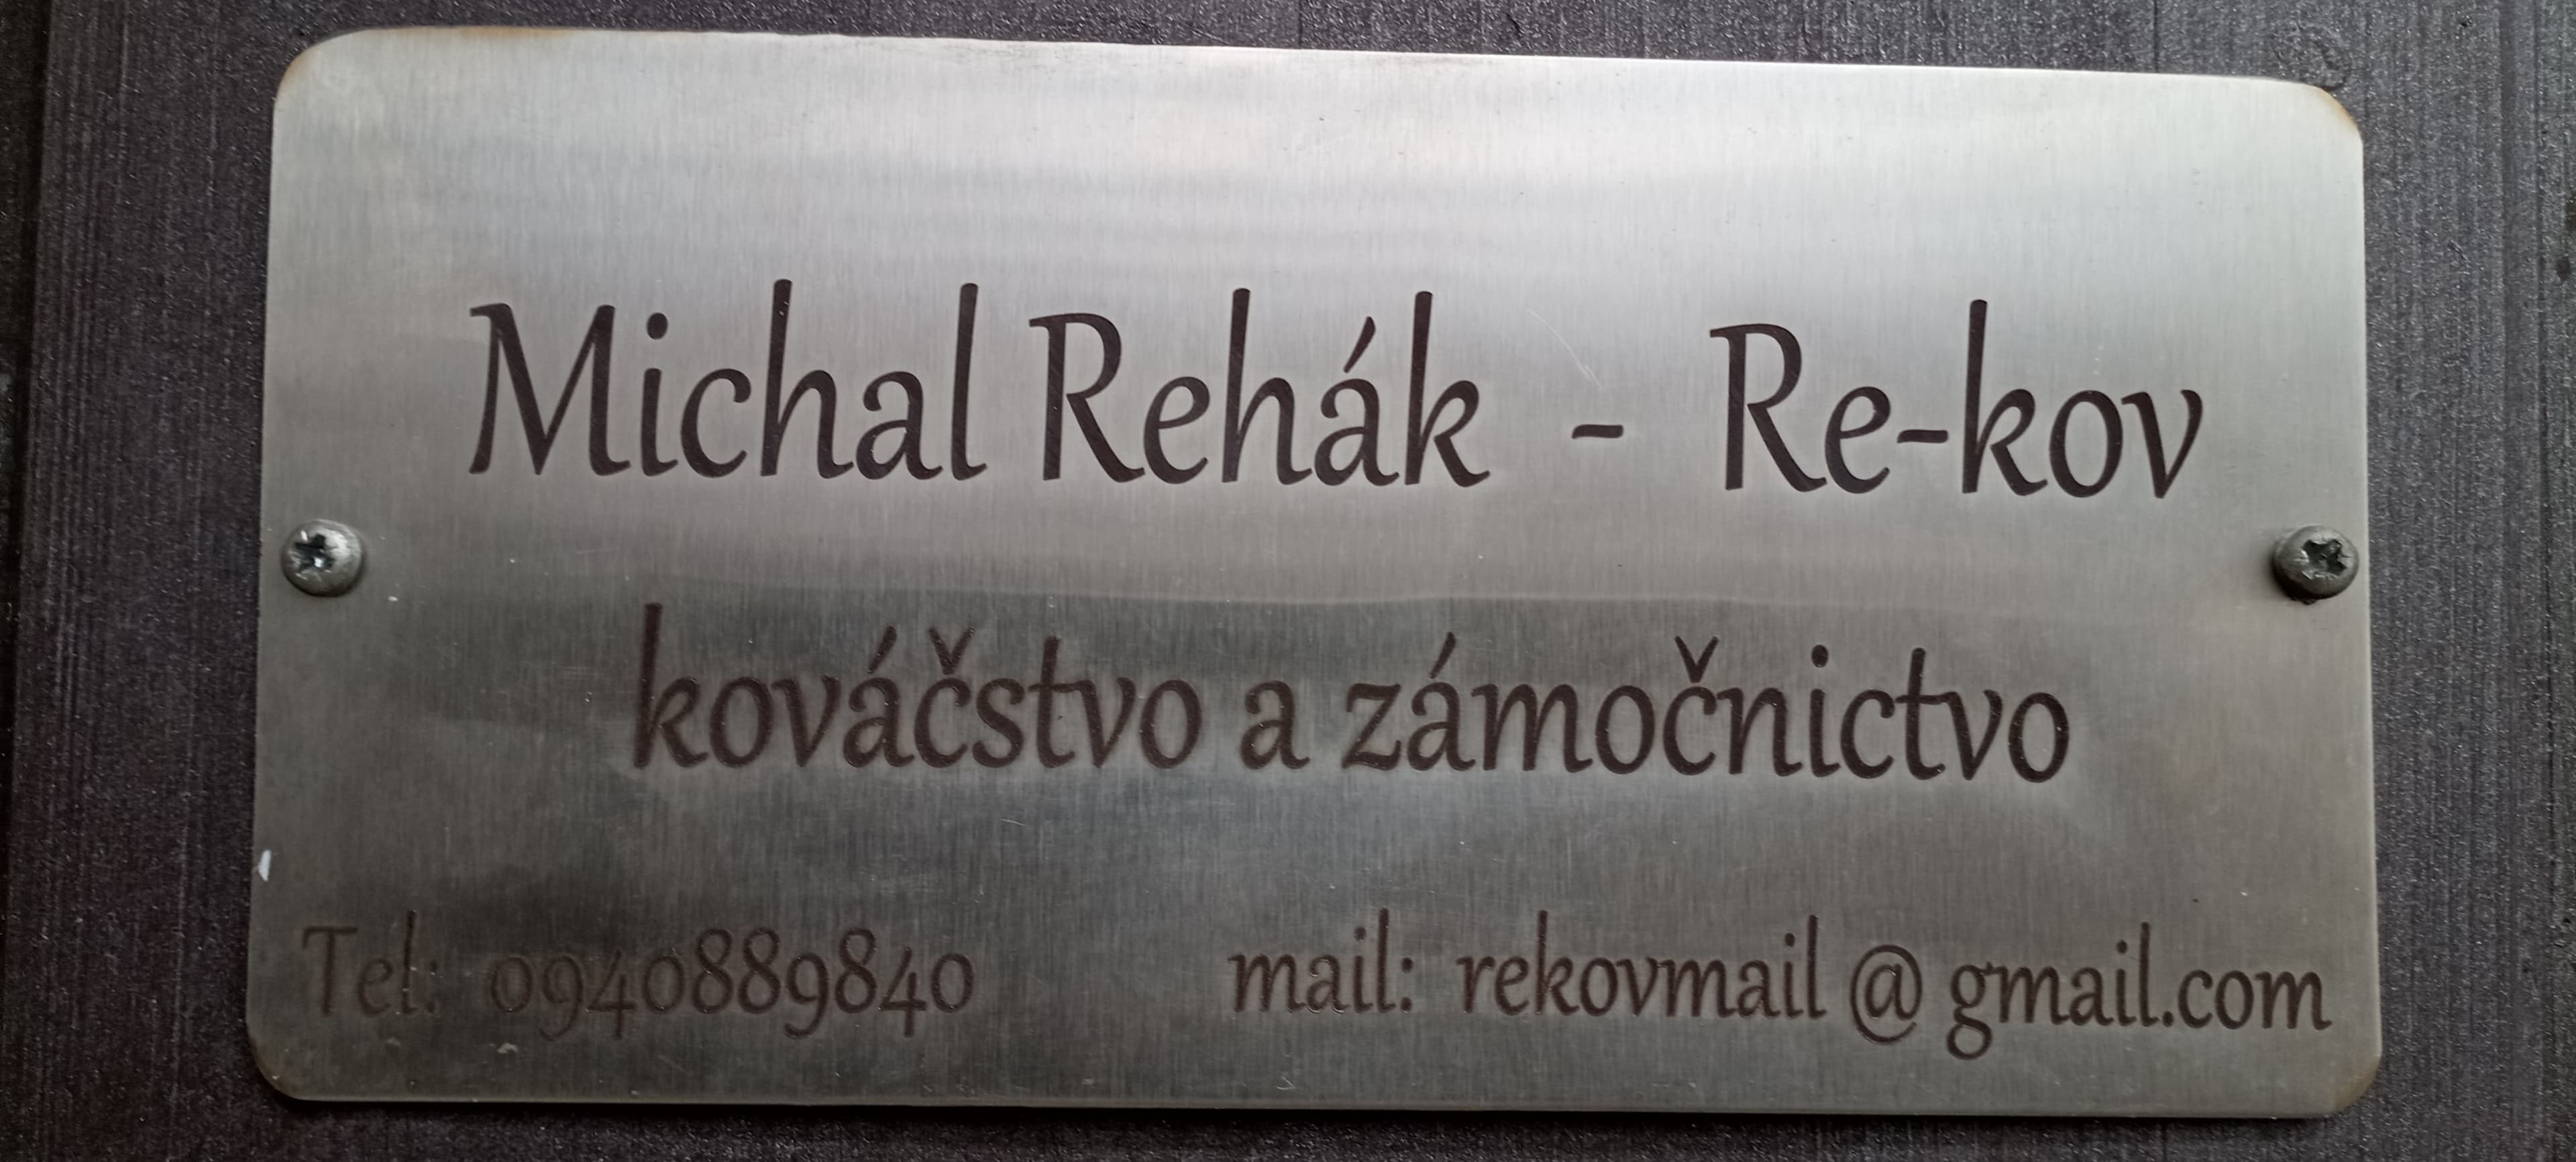 Michal Rehák - Re-kov
kováčstvo a zámočníctvo
Tel: 0940889840 mail: rekovmail @ gmail.com